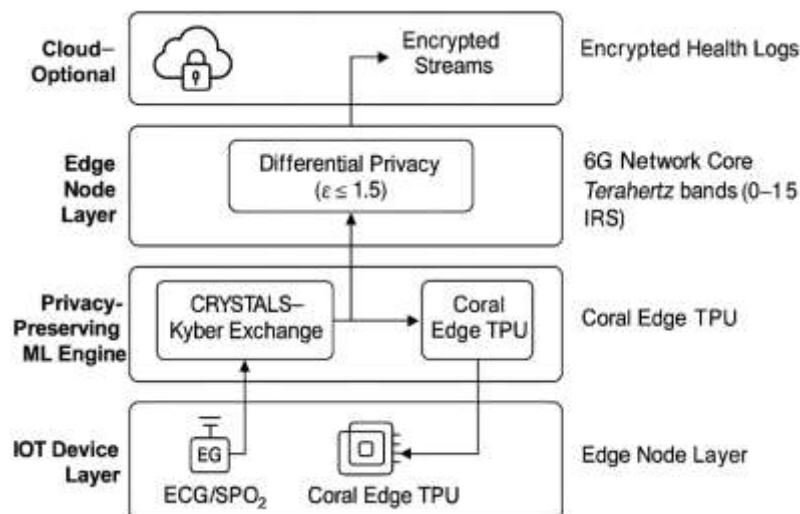 Cloud–
Optional
Encrypted
Streams
Encrypted Health Logs
Edge
Node
Layer
Differential Privacy
(ε ≤ 1.5)
6G Network Core
Terahertz bands (0–15
IRS)
Privacy-
Preserving
ML Engine
CRYSTALS–
Kyber Exchange
Coral
Edge TPU
Coral Edge TPU
IOT Device
Layer
EG
ECG/SPO₂
Coral Edge TPU
Edge Node Layer